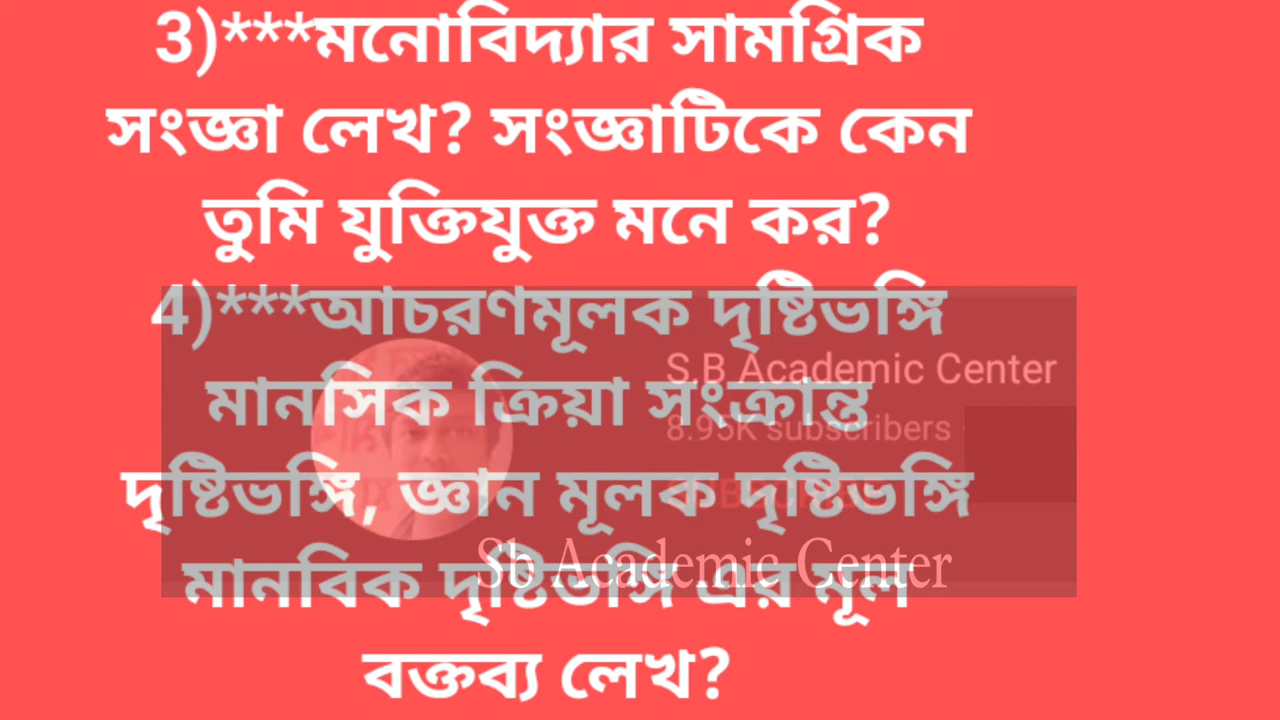 3)***মনোবিদ্যার সামগ্রিক
সংজ্ঞা লেখ? সংজ্ঞাটিকে কেন
তুমি যুক্তিযুক্ত মনে কর?
4)***আচরণমূলক দৃষ্টিভঙ্গি
মানসিক ক্রিয়া সংক্রান্ত
দৃষ্টিভঙ্গি, জ্ঞান মূলক দৃষ্টিভঙ্গি
মানবিক দৃষ্টিভঙ্গি এর মূল
বক্তব্য লেখ?
S.B Academic Center
8.95K subscribers
Sb Academic Center